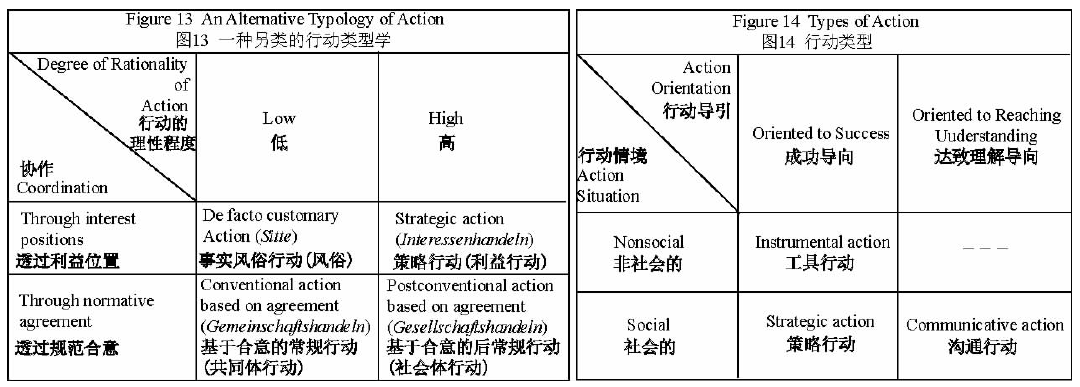 Figure 13 An Alternative Typology of Action
图13 一种另类的行动类型学
Degree of Rationality
of
Action
行动的
理性程度
协作
Coordination
Low
低
High
高
Through interest
positions
透过利益位置
De facto customary
Action (Sitte)
事实风俗行动(风俗)
Strategic action
(Interessenhandeln)
策略行动(利益行动)
Through normative
agreement
透过规范合意
Conventional action
based on agreement
(Gemeinschaftshandeln)
基于合意的常规行动
(共同体行动)
Postconventional action
based on agreement
(Gesellschaftshandeln)
基于合意的后常规行动
(社会体行动)
Figure 14 Types of Action
图14 行动类型
Action
Orientation
行动导引
行动情境
Action
Situation
Oriented to Success
成功导向
Oriented to Reaching
Uuderstanding
达致理解导向
Nonsocial
非社会的
Instrumental action
工具行动
– – –
Social
社会的
Strategic action
策略行动
Communicative action
沟通行动